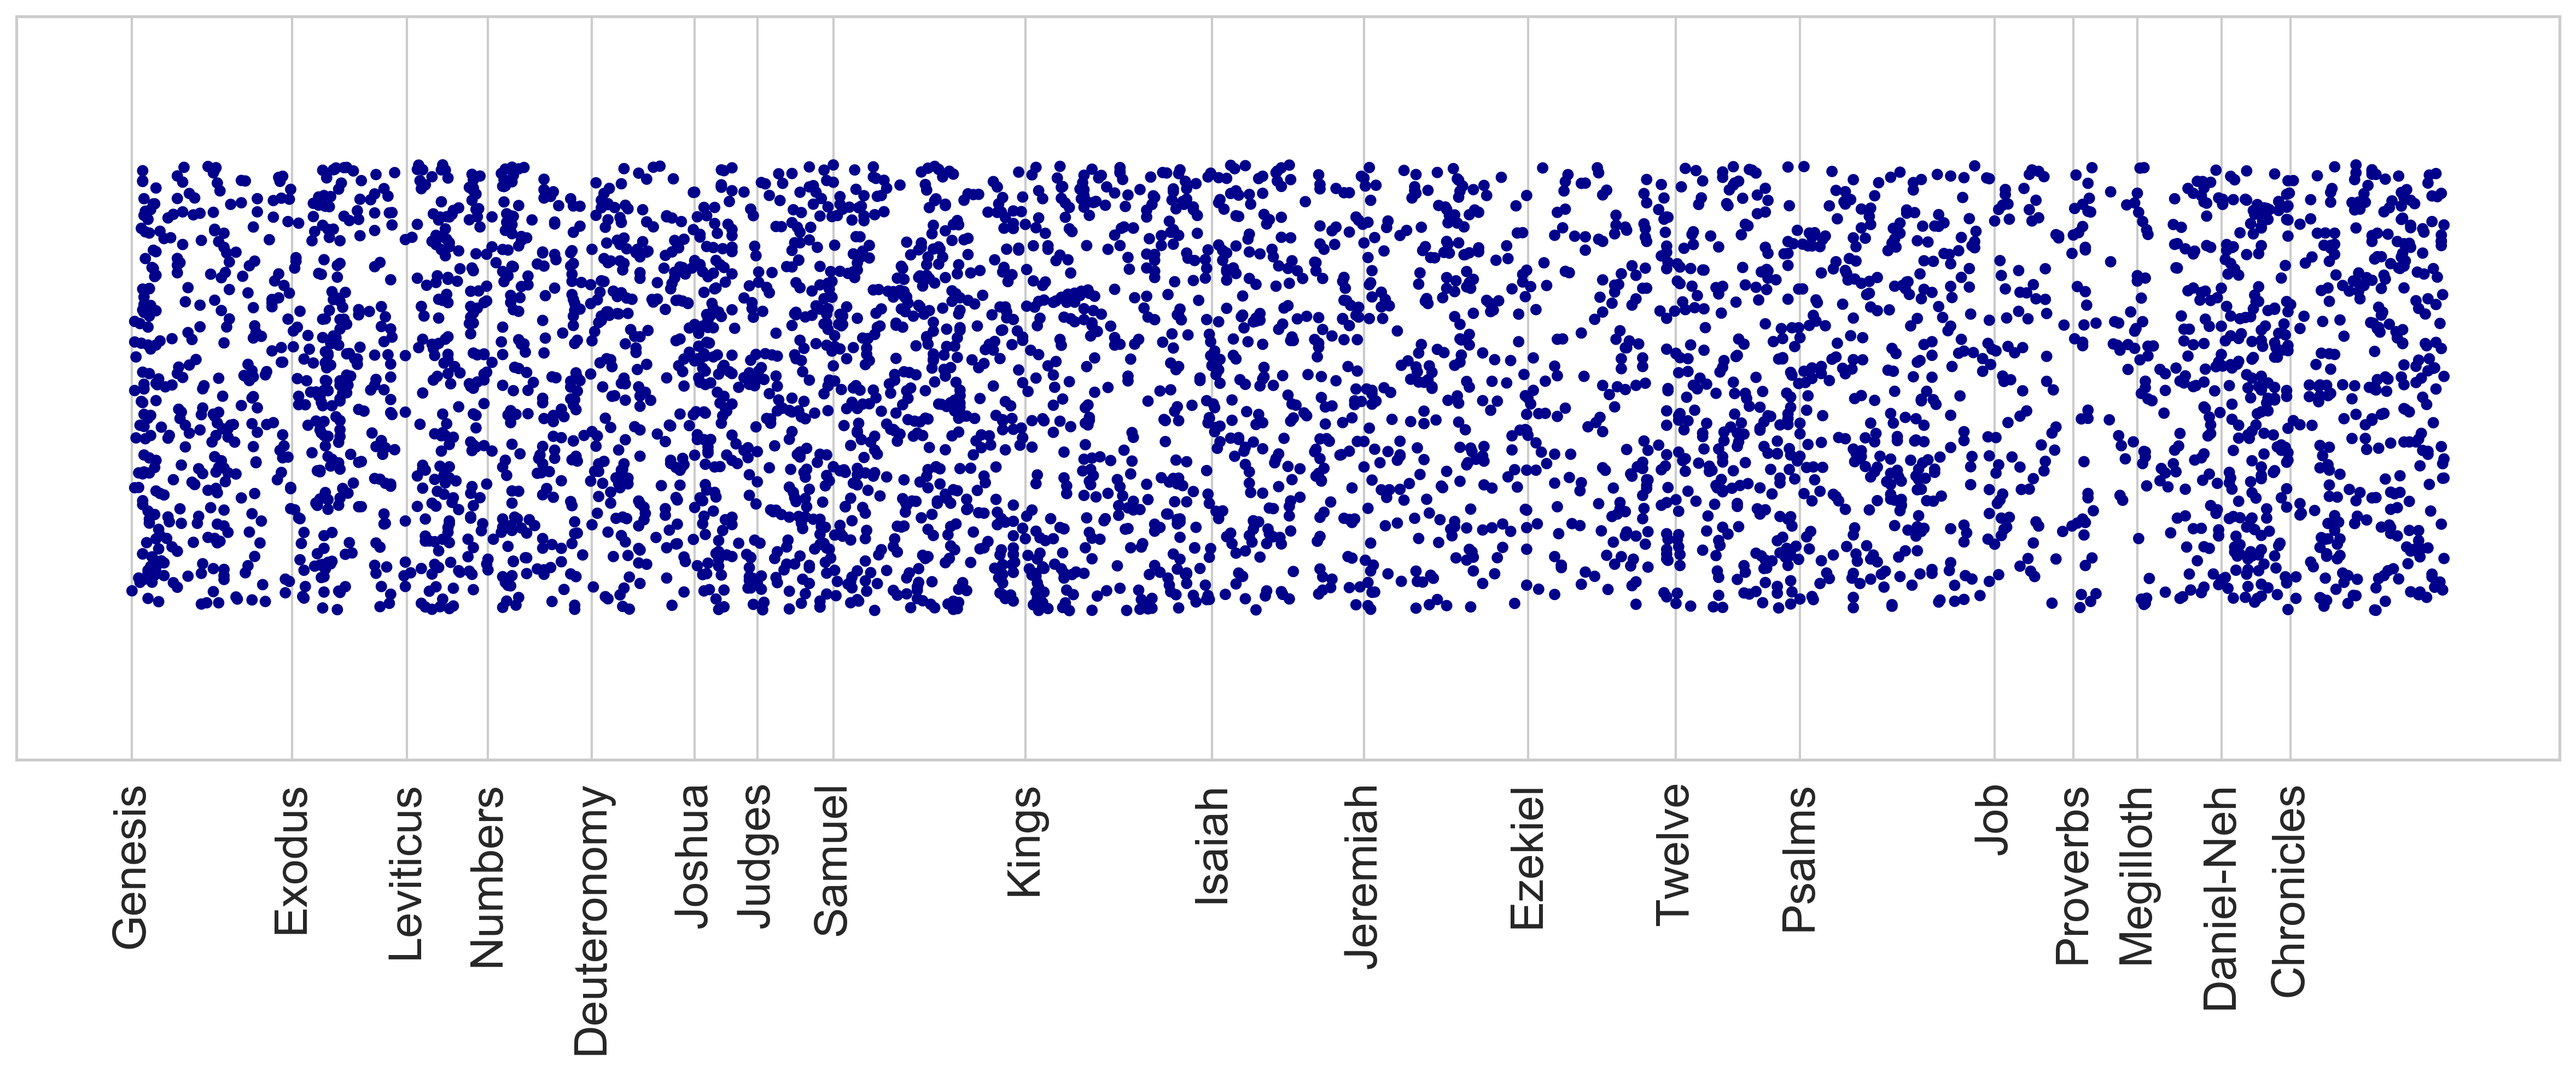 Genesis
Exodus
Leviticus
Numbers
Deuteronomy
Joshua
Judges
Samuel
Kings
Isaiah
Jeremiah
Ezekiel
Twelve
Psalms
Job
Proverbs
Megilloth
Daniel-Neh
Chronicles